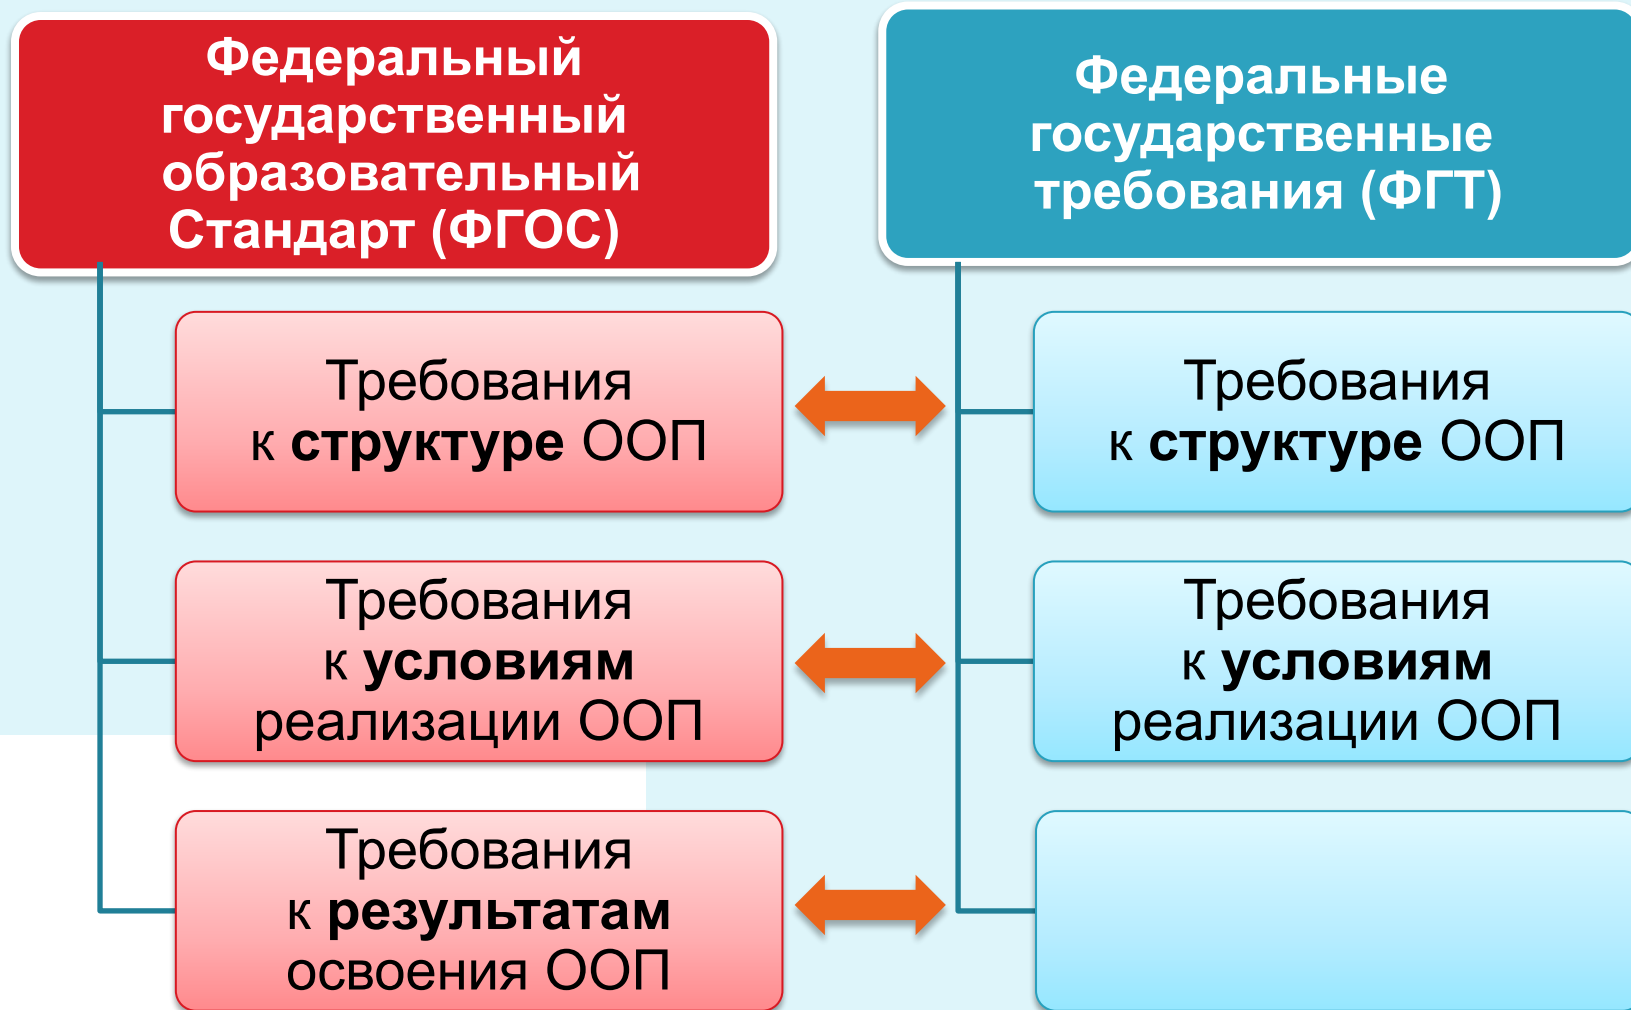 Федеральный
государственный
образовательный
Стандарт (ФГОС)
Требования
к структуре ООП
Требования
к условиям
реализации ООП
Требования
к результатам
освоения ООП
Федеральные
государственные
требования (ФГТ)
Требования
к структуре ООП
Требования
к условиям
реализации ООП